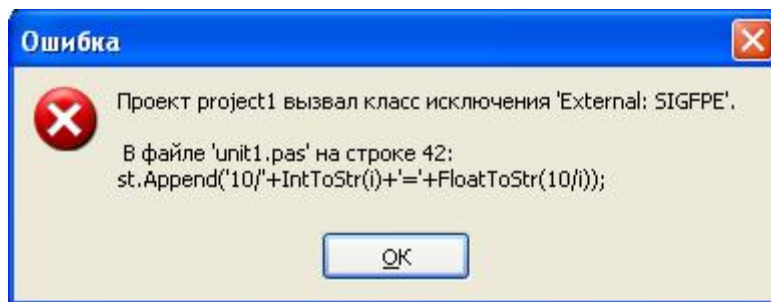 Ошибка
Проект project1 вызвал класс исключения 'External: SIGFPE'.
В файле 'unit1.pas' на строке 42:
st.Append('10/'+IntToStr(i)+'='+FloatToStr(10/i));
OK